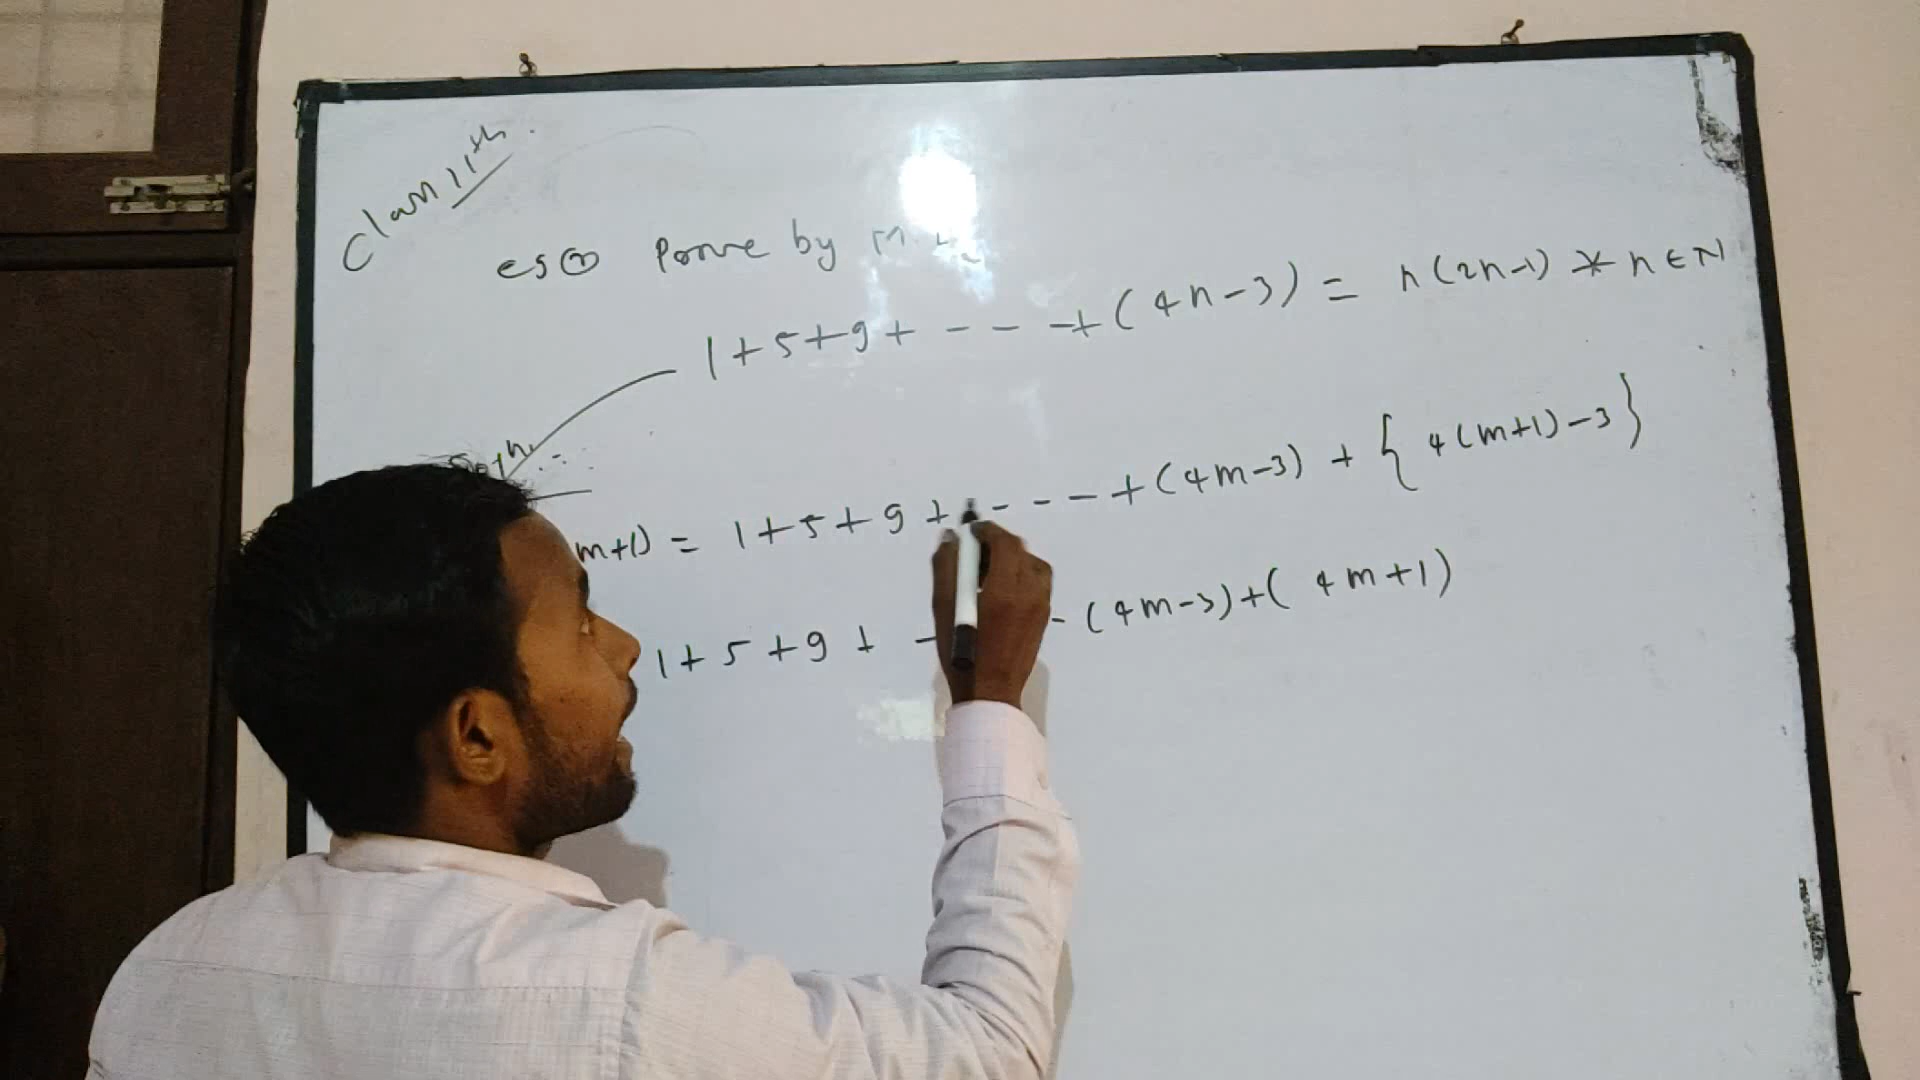 Class 11th.
Prove by M.I.
1+5+9+ - - - +(4n-3) = n(2n-1) ∀ n ∈ N
Soln.
m+1) = 1+5+9+ - - - +(4m-3) + {4(m+1)-3}
1+5+9+ - - (4m-3)+(4m+1)